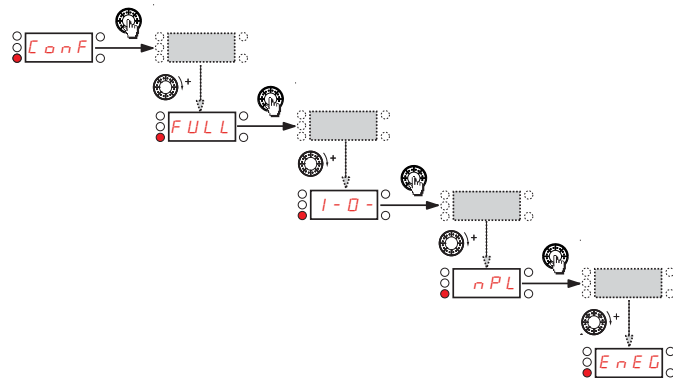 ConF
+
FULL
+
I-O-
+
nPL
+
-
EnEG